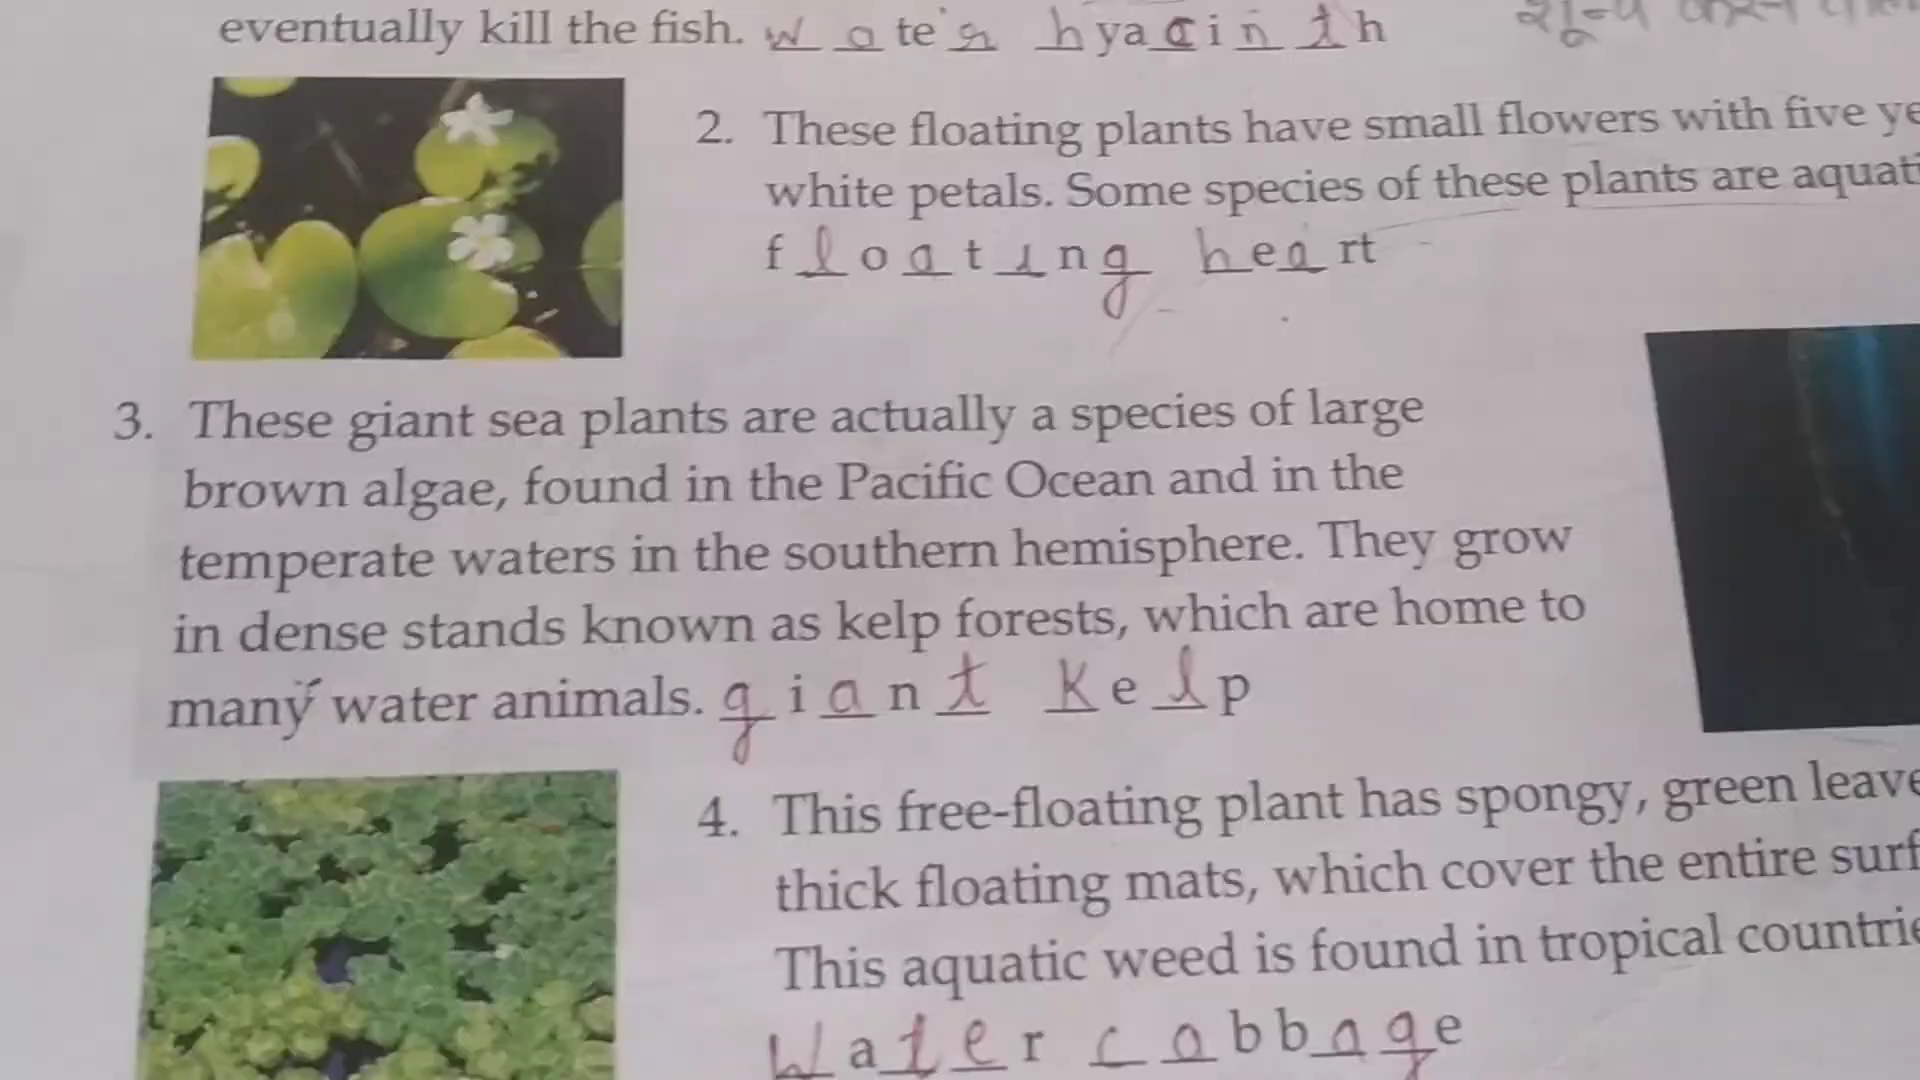 eventually kill the fish. water hyacinth
2. These floating plants have small flowers with five ye
white petals. Some species of these plants are aquati
floating heart
3. These giant sea plants are actually a species of large
brown algae, found in the Pacific Ocean and in the
temperate waters in the southern hemisphere. They grow
in dense stands known as kelp forests, which are home to
many water animals. giant Kelp
4. This free-floating plant has spongy, green leave
thick floating mats, which cover the entire surf
This aquatic weed is found in tropical countrie
Water cabbage